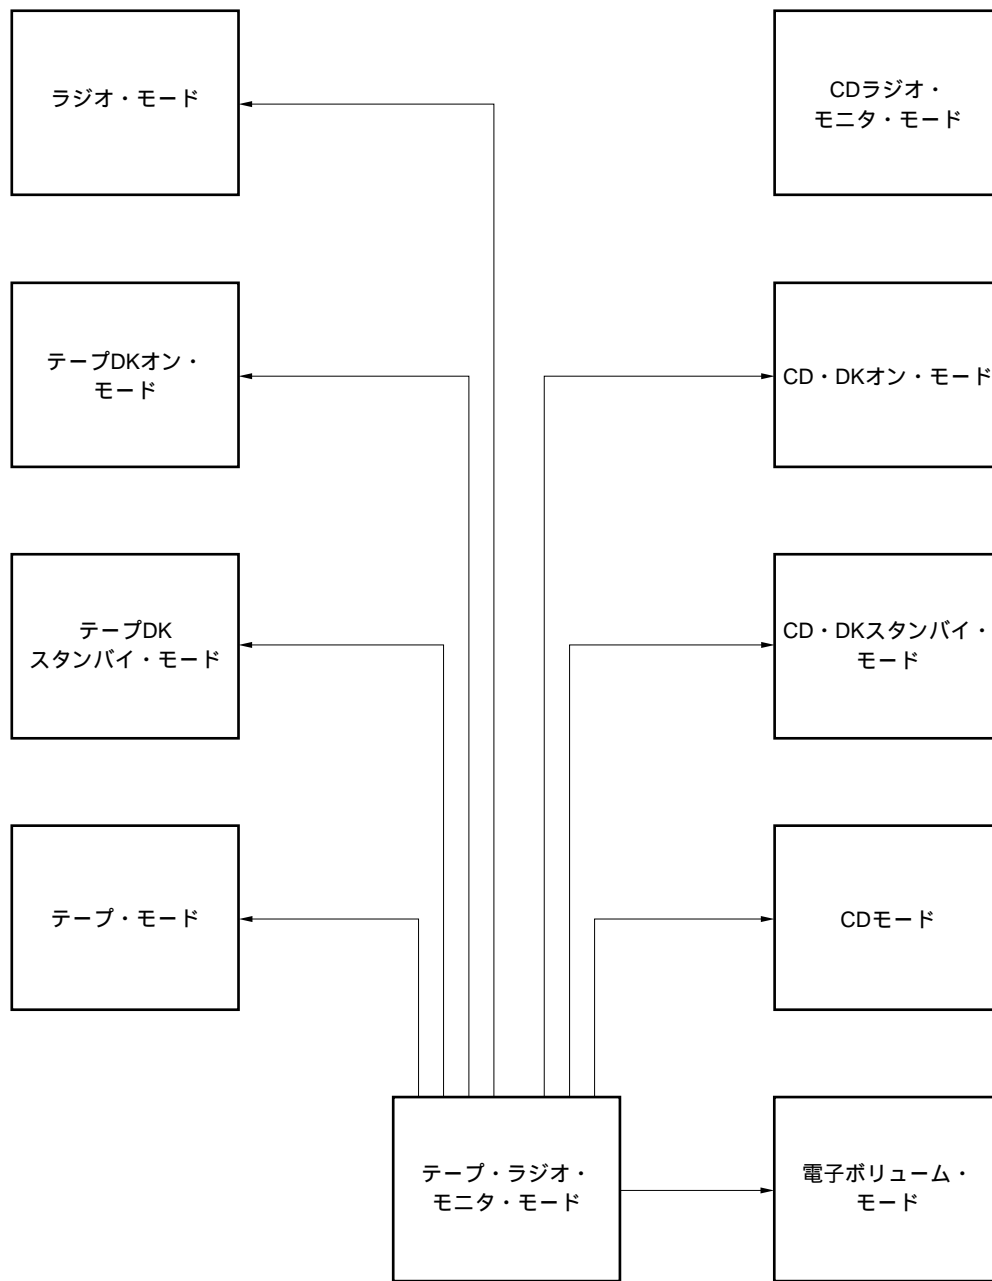 ラジオ・モード
CDラジオ・
モニタ・モード
テープDKオン・
モード
CD・DKオン・モード
テープDK
スタンバイ・モード
CD・DKスタンバイ・
モード
テープ・モード
CDモード
テープ・ラジオ・
モニタ・モード
電子ボリューム・
モード